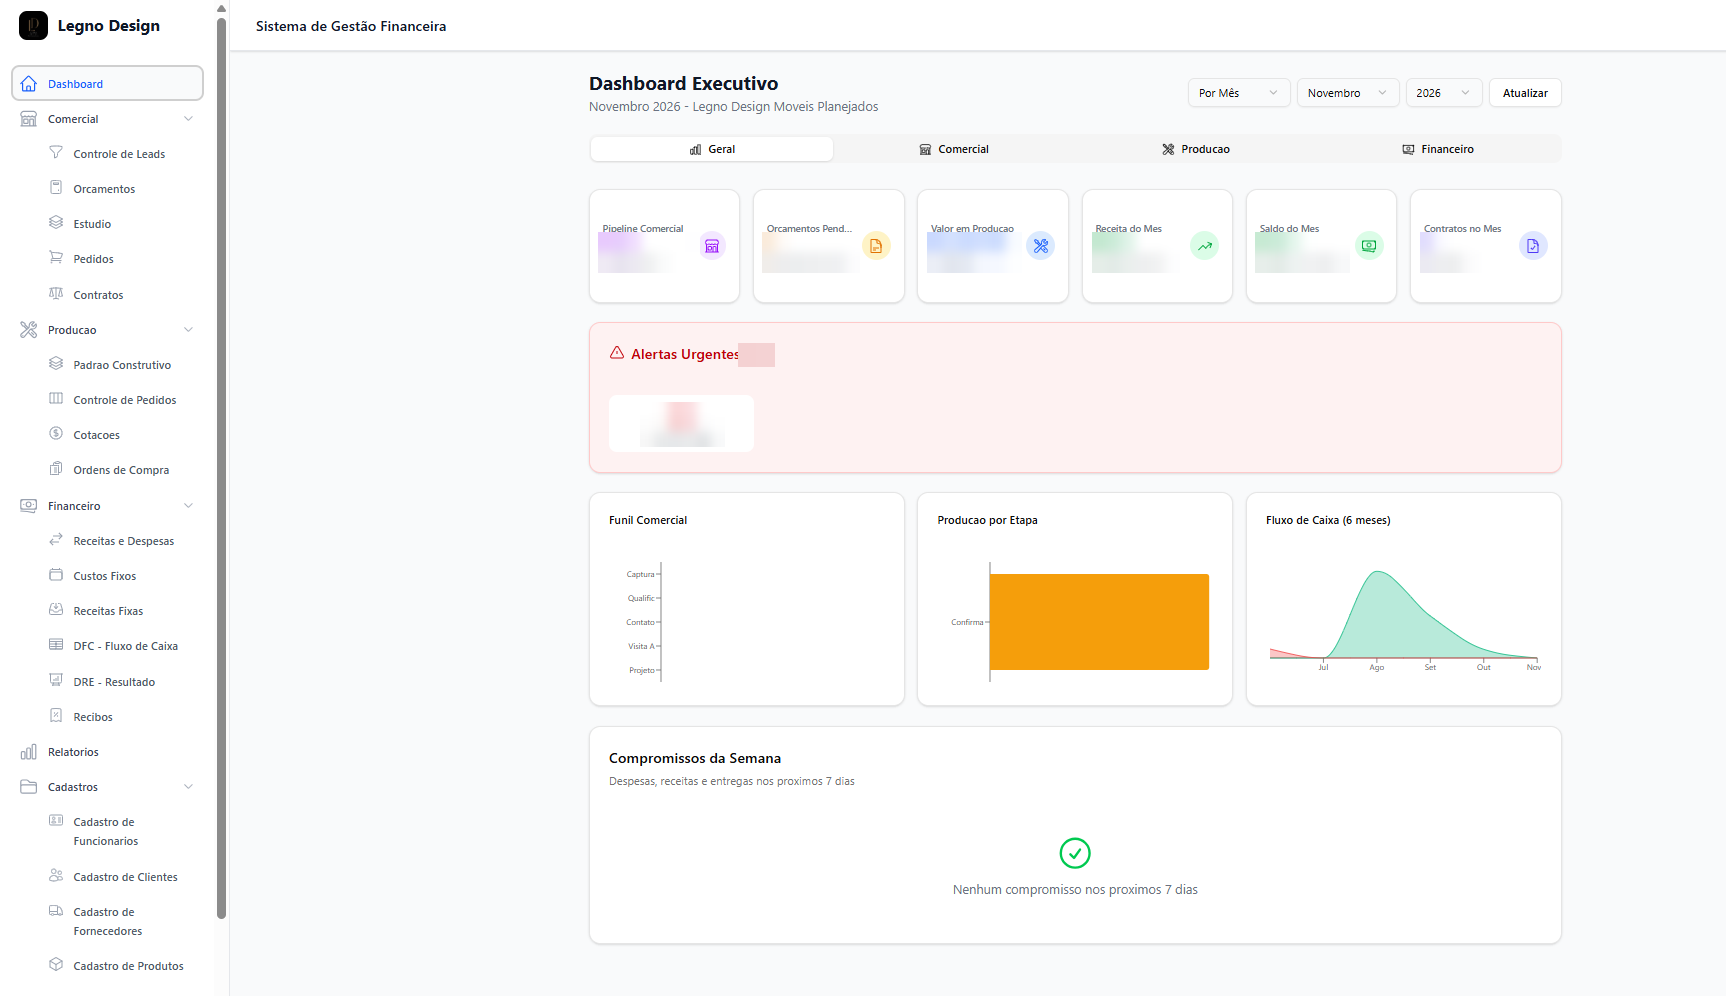 Legno Design
Sistema de Gestão Financeira
Dashboard
Comercial
Controle de Leads
Orcamentos
Estudio
Pedidos
Contratos
Producao
Padrao Construtivo
Controle de Pedidos
Cotacoes
Ordens de Compra
Financeiro
Receitas e Despesas
Custos Fixos
Receitas Fixas
DFC - Fluxo de Caixa
DRE - Resultado
Recibos
Relatorios
Cadastros
Cadastro de
Funcionarios
Cadastro de Clientes
Cadastro de
Fornecedores
Cadastro de Produtos
Dashboard Executivo
Novembro 2026 - Legno Design Moveis Planejados
Por Mês
Novembro
2026
Atualizar
Geral
Comercial
Producao
Financeiro
Pipeline Comercial
Orcamentos Pend...
Valor em Producao
Receita do Mes
Saldo do Mes
Contratos no Mes
Alertas Urgentes
Funil Comercial
Captura
Qualific
Contato
Visita A
Projeto
Producao por Etapa
Confirma
Fluxo de Caixa (6 meses)
Jul
Ago
Set
Out
Nov
Compromissos da Semana
Despesas, receitas e entregas nos proximos 7 dias
Nenhum compromisso nos proximos 7 dias